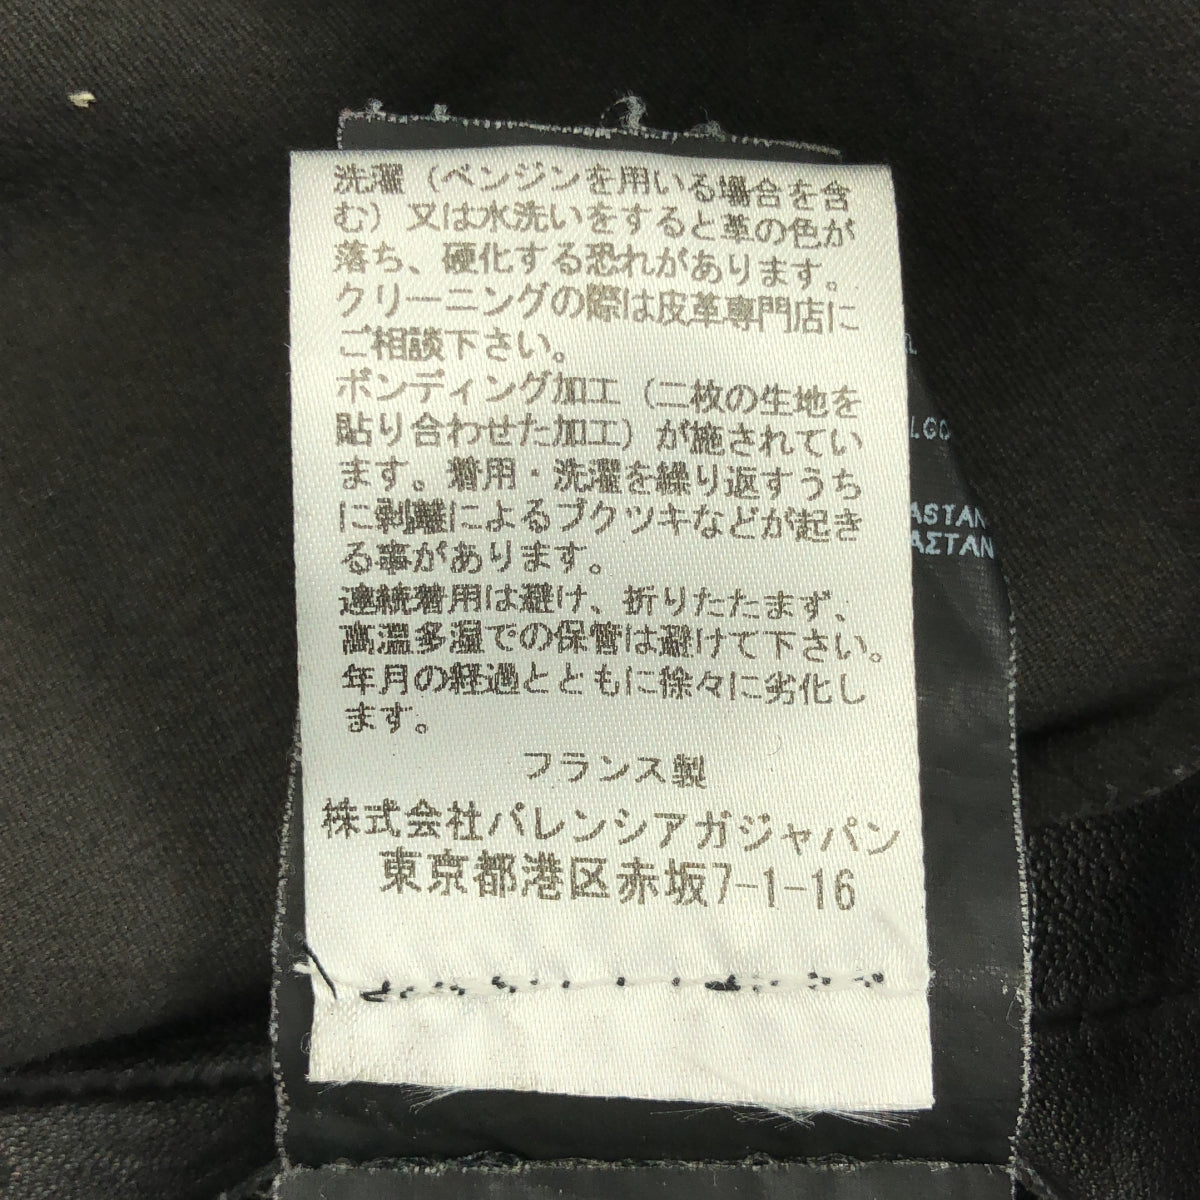 洗濯（ベンジンを用いる場合を含
む）又は水洗いをすると革の色が
落ち、硬化する恐れがあります。
クリーニングの際は皮革専門店に
ご相談下さい。
ボンディング加工（二枚の生地を
貼り合わせた加工）が施されてい
ます。着用・洗濯を繰り返すうち
に剥離によるブクツキなどが起き
る事があります。
連続着用は避け、折りたたまず、
高温多湿での保管は避けて下さい。
年月の経過とともに徐々に劣化し
ます。
フランス製
株式会社バレンシアガジャパン
東京都港区赤坂7-1-16
LGO
ASTAN
ΑΣΤΑΝ